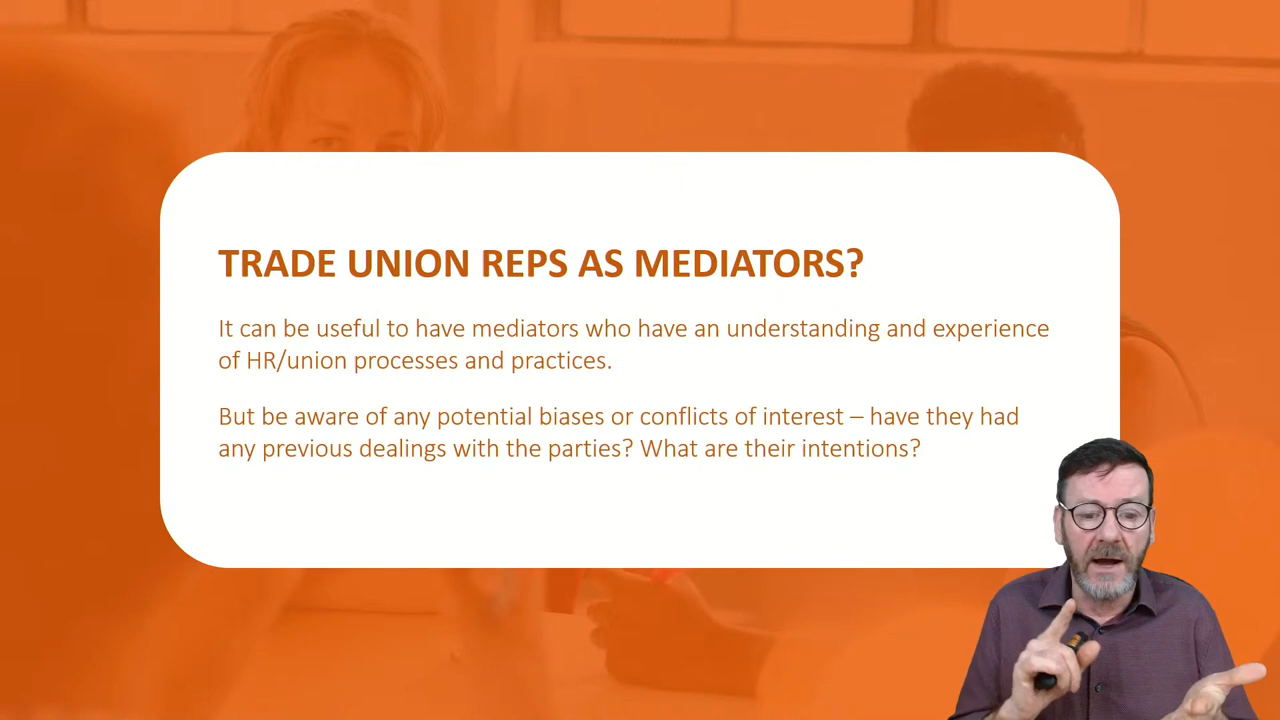 TRADE UNION REPS AS MEDIATORS?
It can be useful to have mediators who have an understanding and experience
of HR/union processes and practices.
But be aware of any potential biases or conflicts of interest – have they had
any previous dealings with the parties? What are their intentions?